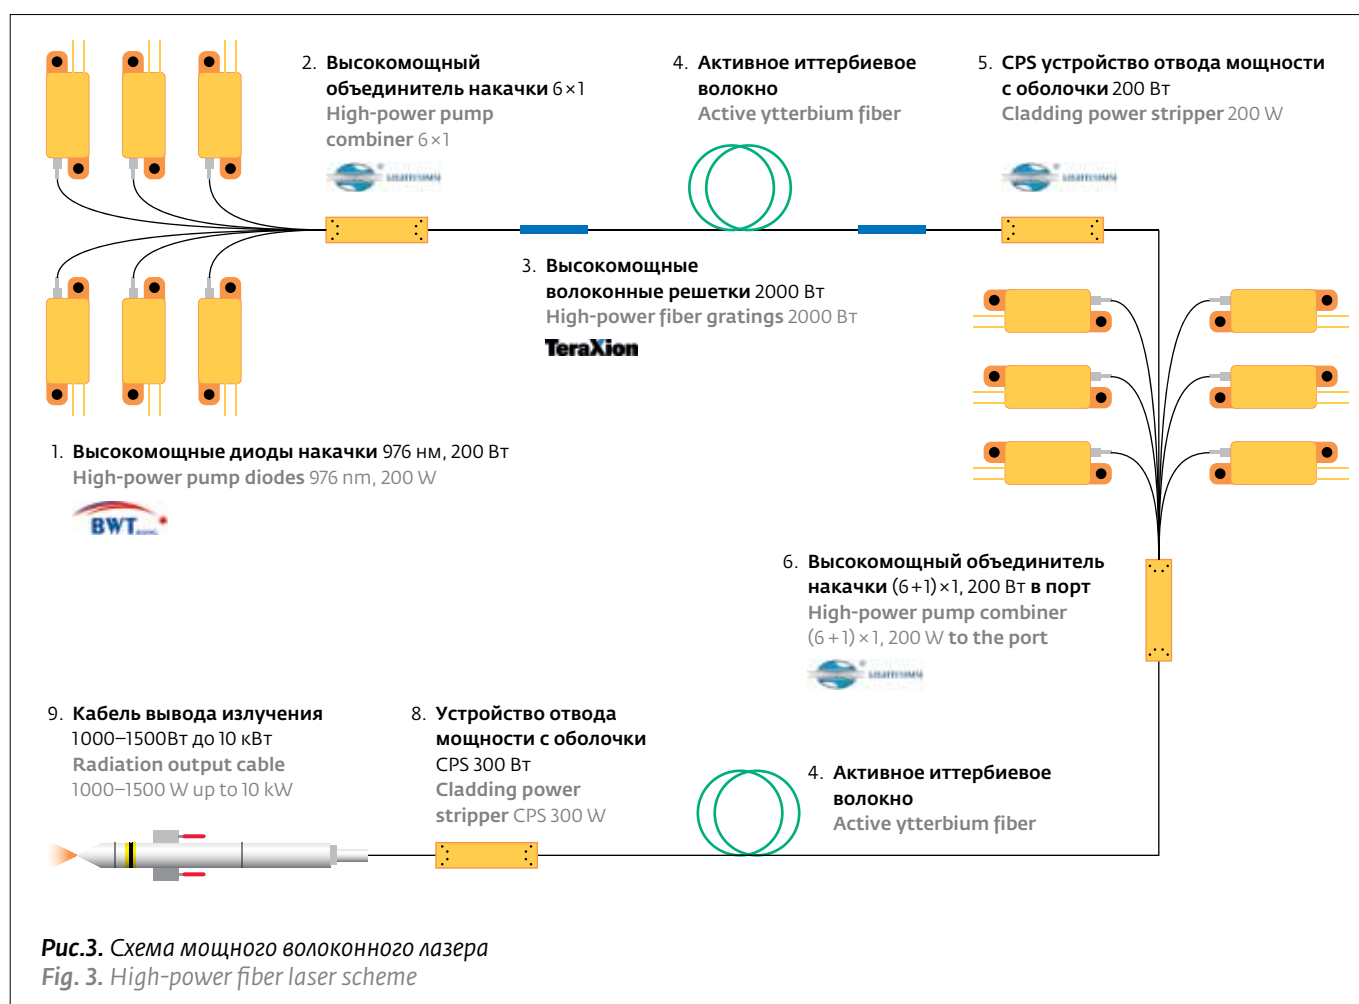 2. Высокомощный
объединитель накачки 6×1
High-power pump
combiner 6×1
4. Активное иттербиевое
волокно
Active ytterbium fiber
5. CPS устройство отвода мощности
с оболочки 200 Вт
Cladding power stripper 200 W
3. Высокомощные
волоконные решетки 2000 Вт
High-power fiber gratings 2000 Вт
TeraXion
1. Высокомощные диоды накачки 976 нм, 200 Вт
High-power pump diodes 976 nm, 200 W
BWT
6. Высокомощный объединитель
накачки (6+1)×1, 200 Вт в порт
High-power pump combiner
(6+1)×1, 200 W to the port
9. Кабель вывода излучения
1000–1500Вт до 10 кВт
Radiation output cable
1000–1500 W up to 10 kW
8. Устройство отвода
мощности с оболочки
CPS 300 Вт
Cladding power
stripper CPS 300 W
4. Активное иттербиевое
волокно
Active ytterbium fiber
Рис.3. Схема мощного волоконного лазера
Fig. 3. High-power fiber laser scheme